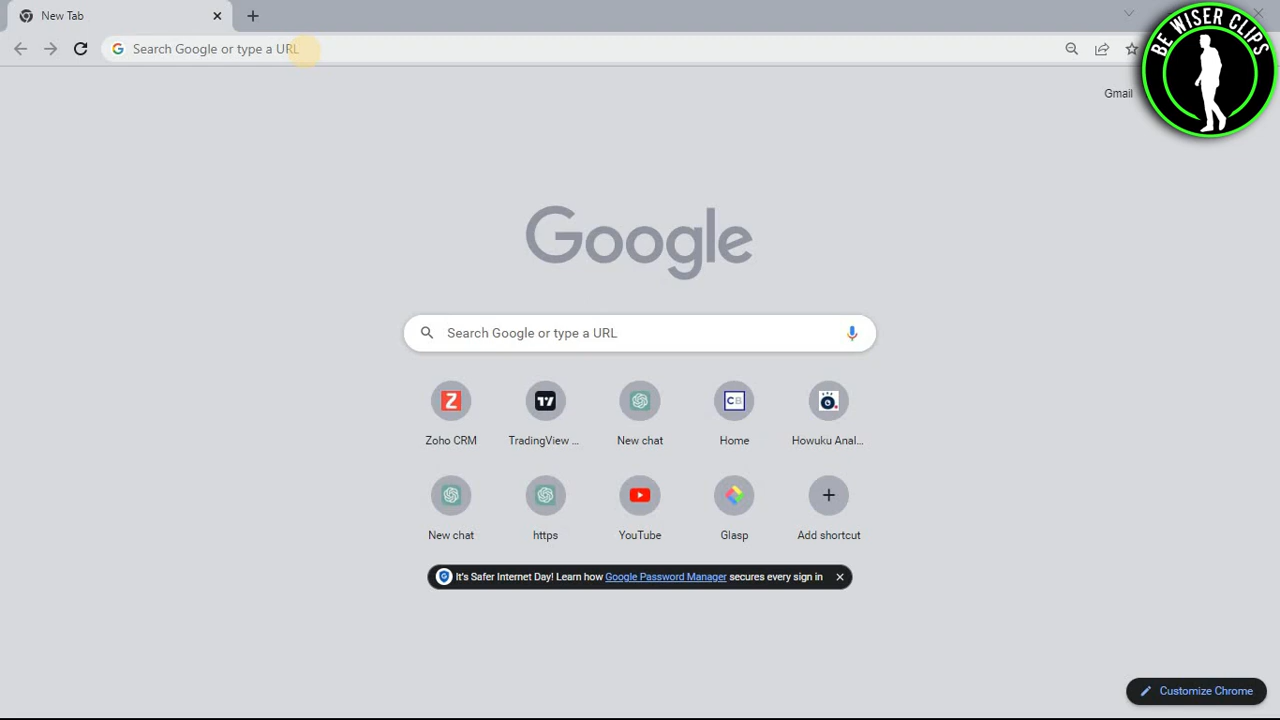 New Tab
Search Google or type a URL
BE WISER CLIPS
Gmail
Google
Search Google or type a URL
Zoho CRM
TradingView ...
New chat
Home
Howuku Anal...
New chat
https
YouTube
Glasp
Add shortcut
It's Safer Internet Day! Learn how Google Password Manager secures every sign in
Customize Chrome